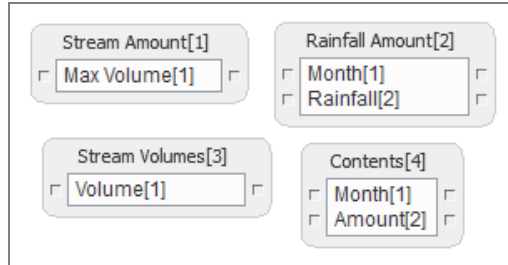 Stream Amount[1]
Max Volume[1]
Rainfall Amount[2]
Month[1]
Rainfall[2]
Stream Volumes[3]
Volume[1]
Contents[4]
Month[1]
Amount[2]